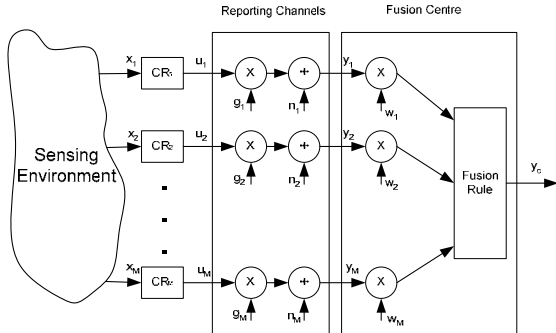 Reporting Channels
Fusion Centre
x1 CR1 u1 X + y1 X
g1 n1 w1
x2 CR2 u2 X + y2 X
g2 n2 w2
Sensing
Environment
Fusion
Rule
yc
xM CRM uM X + yM X
gM nM wM